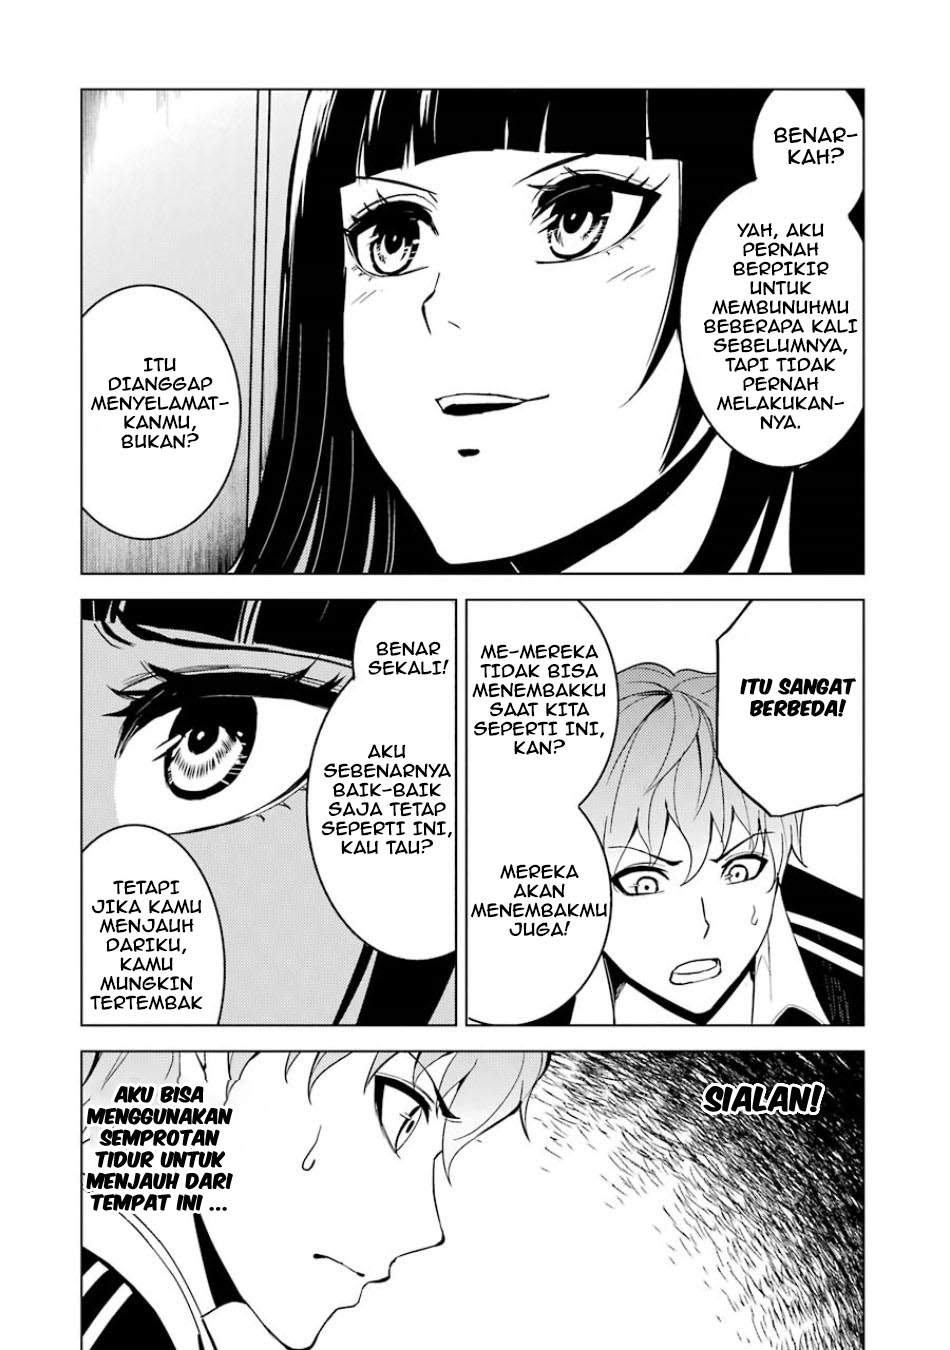 BENAR-
KAH?
YAH, AKU
PERNAH
BERPIKIR
UNTUK
MEMBUNUHMU
BEBERAPA KALI
SEBELUMNYA,
TAPI TIDAK
PERNAH
MELAKUKAN-
NYA.
ITU
DIANGGAP
MENYELAMAT-
KANMU,
BUKAN?
ITU SANGAT
BERBEDA!
ME-MEREKA
TIDAK BISA
MENEMBAKKU
SAAT KITA
SEPERTI INI,
KAN?
MEREKA
AKAN
MENEMBAKMU
JUGA!
BENAR
SEKALI!
AKU
SEBENARNYA
BAIK-BAIK
SAJA TETAP
SEPERTI INI,
KAU TAU?
TETAPI
JIKA KAMU
MENJAUH
DARIKU,
KAMU
MUNGKIN
TERTEMBAK
SIALAN!
AKU BISA
MENGGUNAKAN
SEMPROTAN
TIDUR UNTUK
MENJAUH DARI
TEMPAT INI ...